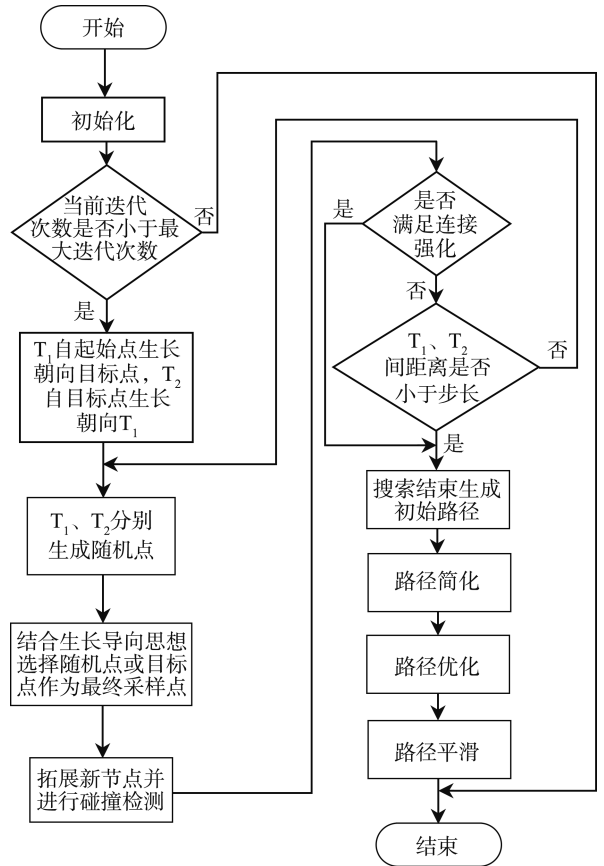 开始
初始化
当前迭代
次数是否小于最
大迭代次数
否
是
T₁自起始点生长
朝向目标点，T₂
自目标点生长
朝向T₁
T₁、T₂分别
生成随机点
结合生长导向思想
选择随机点或目标
点作为最终采样点
拓展新节点并
进行碰撞检测
是否
满足连接
强化
是
否
T₁、T₂
间距离是否
小于步长
否
是
搜索结束生成
初始路径
路径简化
路径优化
路径平滑
结束